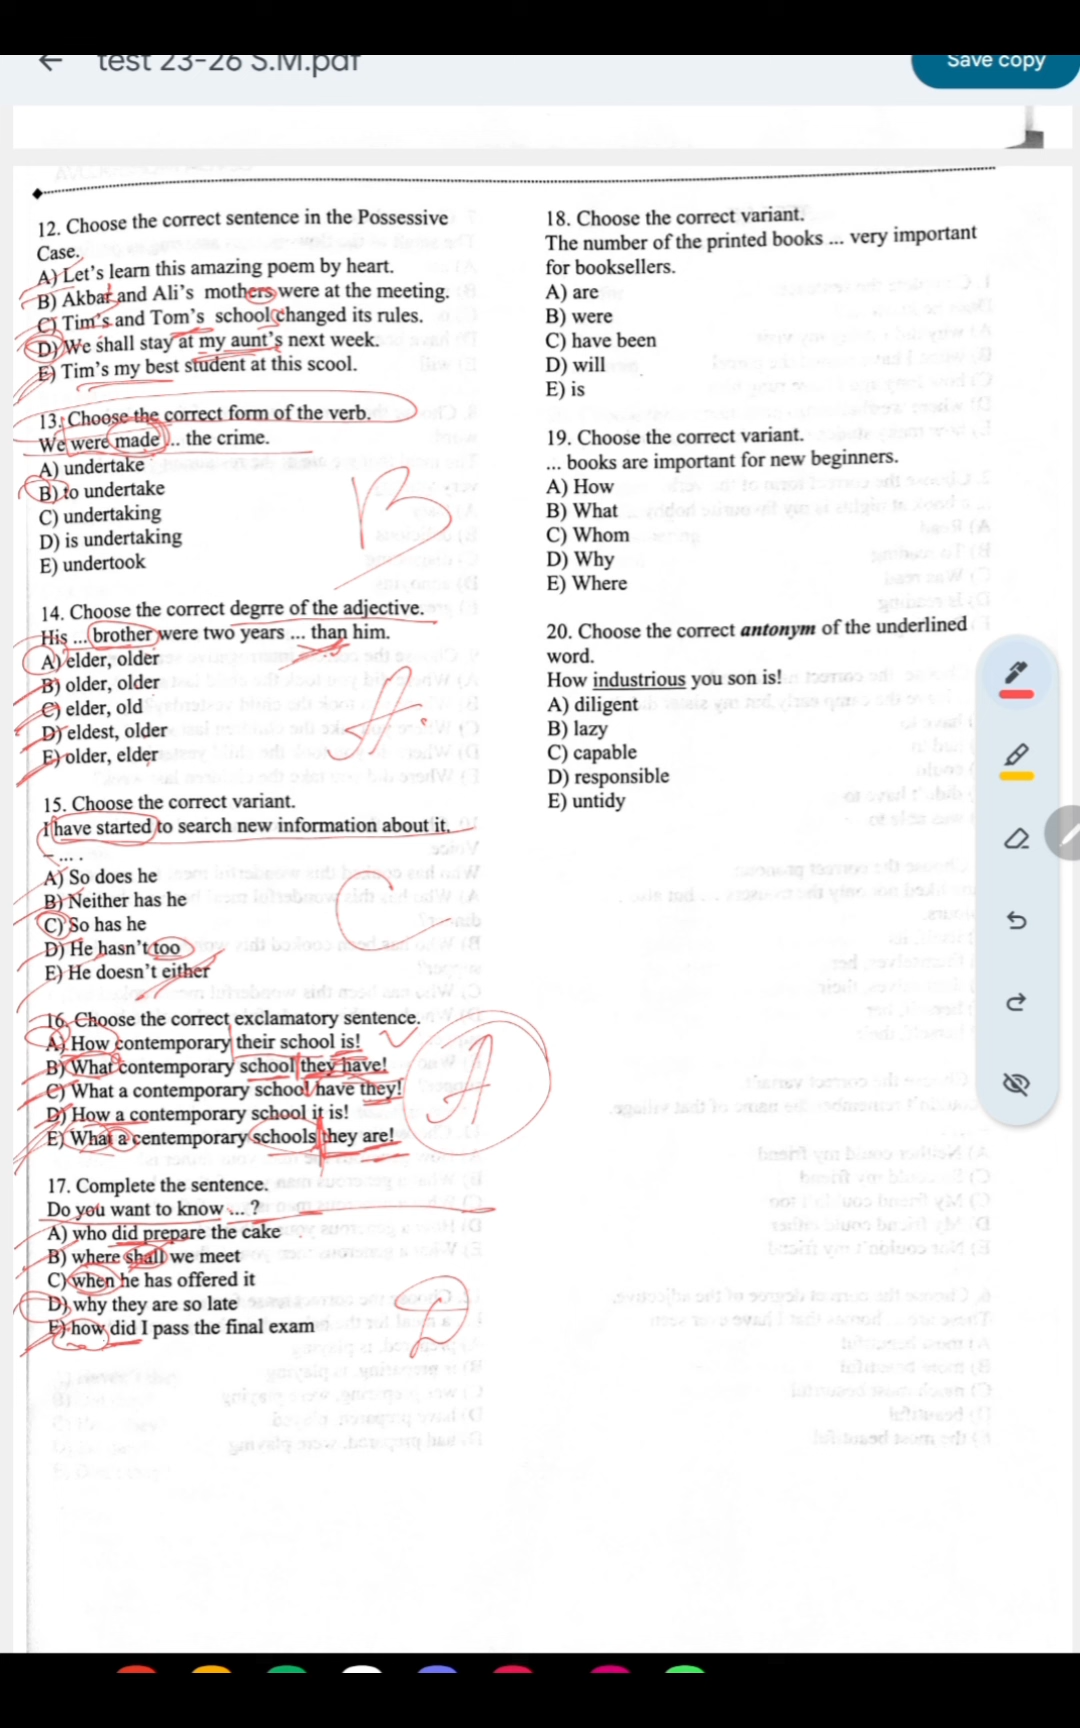 test 23-26 S.M.pdf
Save copy
12. Choose the correct sentence in the Possessive
Case.
A) Let's learn this amazing poem by heart.
B) Akbar and Ali's mothers were at the meeting.
C) Tim's and Tom's school changed its rules.
D) We shall stay at my aunt's next week.
E) Tim's my best student at this scool.
13. Choose the correct form of the verb.
We were made ... the crime.
A) undertake
B) to undertake
C) undertaking
D) is undertaking
E) undertook
B
14. Choose the correct degrre of the adjective.
His ... brother were two years ... than him.
A) elder, older
B) older, older
C) elder, old
D) eldest, older
E) older, elder
A.
15. Choose the correct variant.
I have started to search new information about it.
– ... .
A) So does he
B) Neither has he
C) So has he
D) He hasn't too
E) He doesn't either
C
16. Choose the correct exclamatory sentence.
A) How contemporary their school is!
B) What contemporary school they have!
C) What a contemporary school have they!
D) How a contemporary school it is!
E) What a centemporary schools they are!
A
17. Complete the sentence.
Do you want to know ... ?
A) who did prepare the cake
B) where shall we meet
C) when he has offered it
D) why they are so late
E) how did I pass the final exam
D
18. Choose the correct variant.
The number of the printed books ... very important
for booksellers.
A) are
B) were
C) have been
D) will
E) is
19. Choose the correct variant.
... books are important for new beginners.
A) How
B) What
C) Whom
D) Why
E) Where
20. Choose the correct antonym of the underlined
word.
How industrious you son is!
A) diligent
B) lazy
C) capable
D) responsible
E) untidy